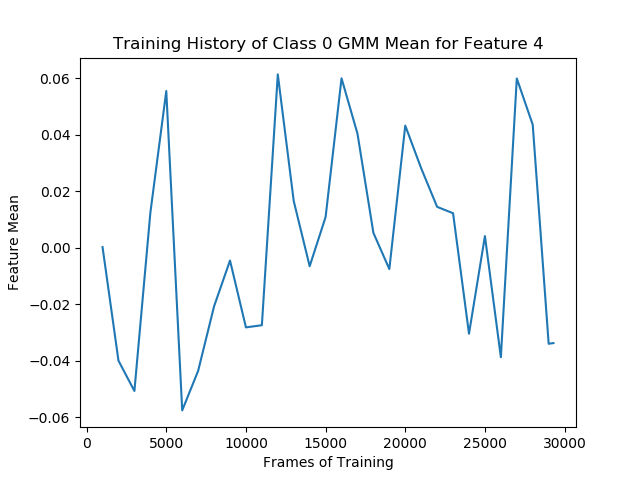 Training History of Class 0 GMM Mean for Feature 4
0.06
0.04
0.02
0.00
−0.02
−0.04
−0.06
Feature Mean
0 5000 10000 15000 20000 25000 30000
Frames of Training